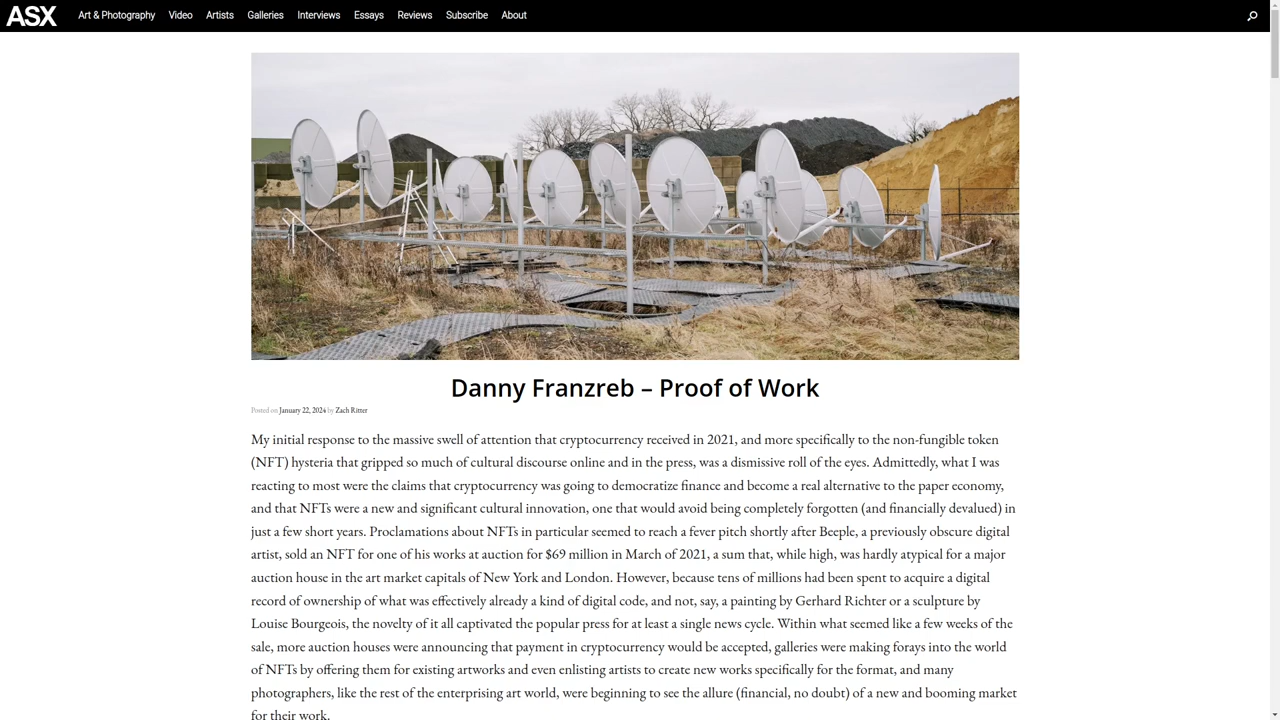 ASX Art & Photography Video Artists Galleries Interviews Essays Reviews Subscribe About
Danny Franzreb – Proof of Work
Posted on January 22, 2024 by Zach Ritter
My initial response to the massive swell of attention that cryptocurrency received in 2021, and more specifically to the non-fungible token
(NFT) hysteria that gripped so much of cultural discourse online and in the press, was a dismissive roll of the eyes. Admittedly, what I was
reacting to most were the claims that cryptocurrency was going to democratize finance and become a real alternative to the paper economy,
and that NFTs were a new and significant cultural innovation, one that would avoid being completely forgotten (and financially devalued) in
just a few short years. Proclamations about NFTs in particular seemed to reach a fever pitch shortly after Beeple, a previously obscure digital
artist, sold an NFT for one of his works at auction for $69 million in March of 2021, a sum that, while high, was hardly atypical for a major
auction house in the art market capitals of New York and London. However, because tens of millions had been spent to acquire a digital
record of ownership of what was effectively already a kind of digital code, and not, say, a painting by Gerhard Richter or a sculpture by
Louise Bourgeois, the novelty of it all captivated the popular press for at least a single news cycle. Within what seemed like a few weeks of the
sale, more auction houses were announcing that payment in cryptocurrency would be accepted, galleries were making forays into the world
of NFTs by offering them for existing artworks and even enlisting artists to create new works specifically for the format, and many
photographers, like the rest of the enterprising art world, were beginning to see the allure (financial, no doubt) of a new and booming market
for their work.